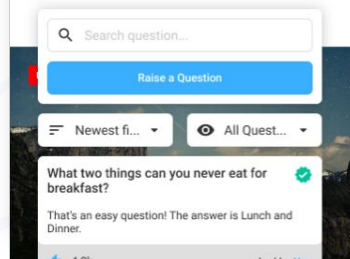 Search question...
Raise a Question
Newest fi...
All Quest...
What two things can you never eat for
breakfast?
That's an easy question! The answer is Lunch and
Dinner.